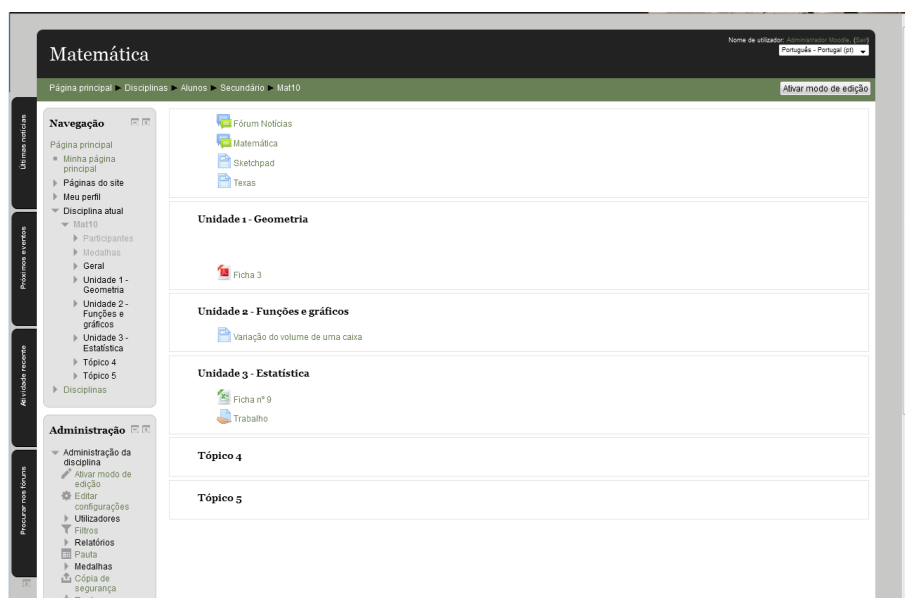 Matemática
Nome de utilizador: Administrador Moodle. (Sair)
Português - Portugal (pt)
Página principal ► Disciplinas ► Alunos ► Secundário ► Mat10
Ativar modo de edição
Últimas notícias
Próximos eventos
Atividade recente
Procurar nos fóruns
Navegação
Página principal
Minha página
principal
Páginas do site
Meu perfil
Disciplina atual
Mat10
Participantes
Medalhas
Geral
Unidade 1 -
Geometria
Unidade 2 -
Funções e
gráficos
Unidade 3 -
Estatística
Tópico 4
Tópico 5
Disciplinas
Administração
Administração da
disciplina
Ativar modo de
edição
Editar
configurações
Utilizadores
Filtros
Relatórios
Pauta
Medalhas
Cópia de
segurança
Fórum Notícias
Matemática
Sketchpad
Texas
Unidade 1 - Geometria
Ficha 3
Unidade 2 - Funções e gráficos
Variação do volume de uma caixa
Unidade 3 - Estatística
Ficha nº 9
Trabalho
Tópico 4
Tópico 5